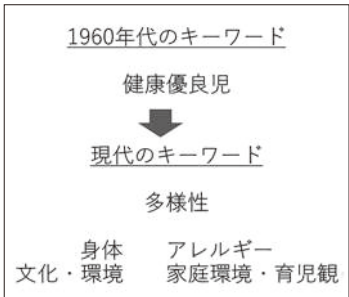 1960年代のキーワード
健康優良児
現代のキーワード
多様性
身体　アレルギー
文化・環境　家庭環境・育児観